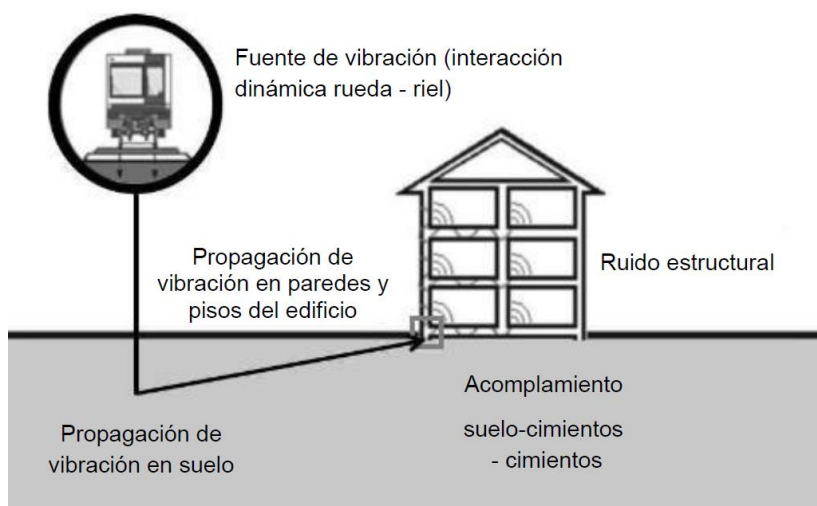 Fuente de vibración (interacción
dinámica rueda - riel)
Propagación de
vibración en paredes y
pisos del edificio
Ruido estructural
Acomplamiento
suelo-cimientos
- cimientos
Propagación de
vibración en suelo